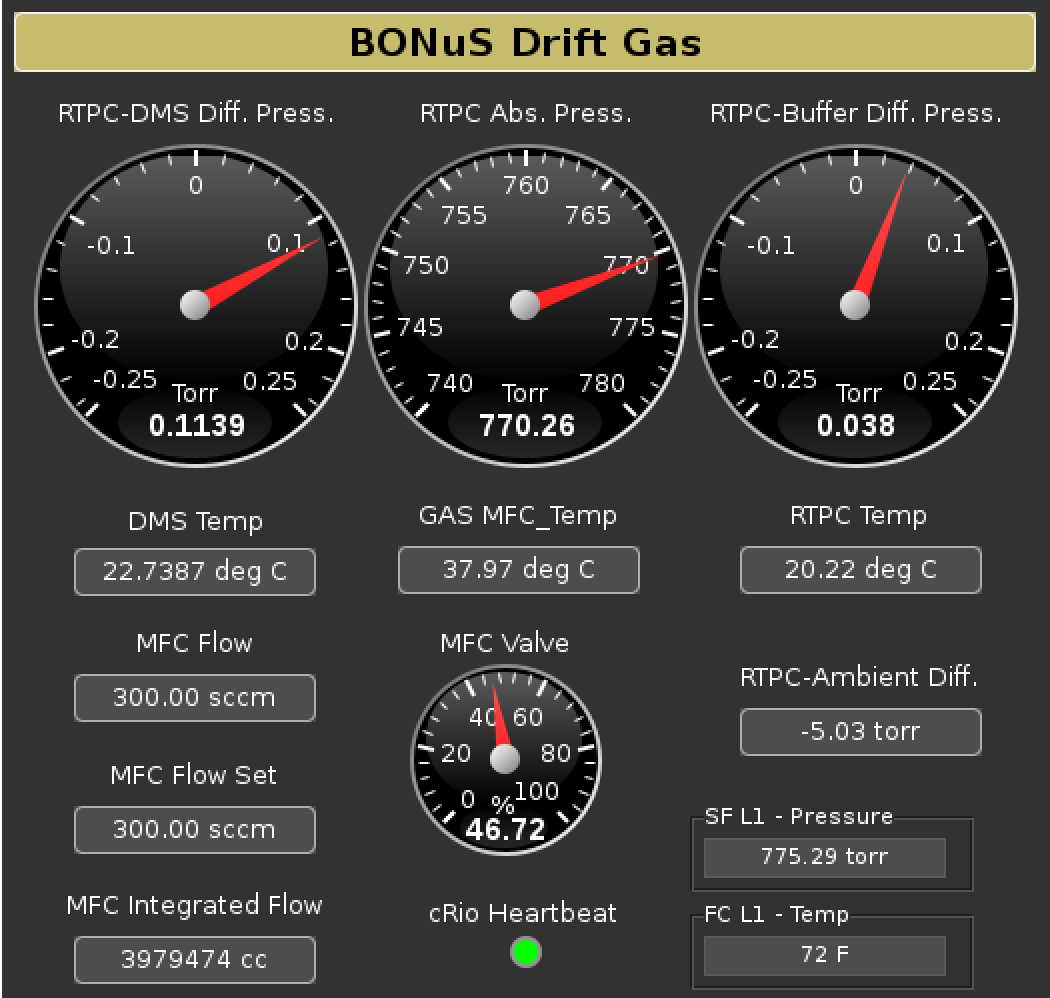 BONuS Drift Gas
RTPC-DMS Diff. Press.
-0.25
-0.2
-0.1
0
0.1
0.2
0.25
Torr
0.1139
RTPC Abs. Press.
740
745
750
755
760
765
770
775
780
Torr
770.26
RTPC-Buffer Diff. Press.
-0.25
-0.2
-0.1
0
0.1
0.2
0.25
Torr
0.038
DMS Temp
22.7387 deg C
GAS MFC_Temp
37.97 deg C
RTPC Temp
20.22 deg C
MFC Flow
300.00 sccm
MFC Flow Set
300.00 sccm
MFC Integrated Flow
3979474 cc
MFC Valve
0
20
40
60
80
100
%
46.72
cRio Heartbeat
RTPC-Ambient Diff.
-5.03 torr
SF L1 - Pressure
775.29 torr
FC L1 - Temp
72 F